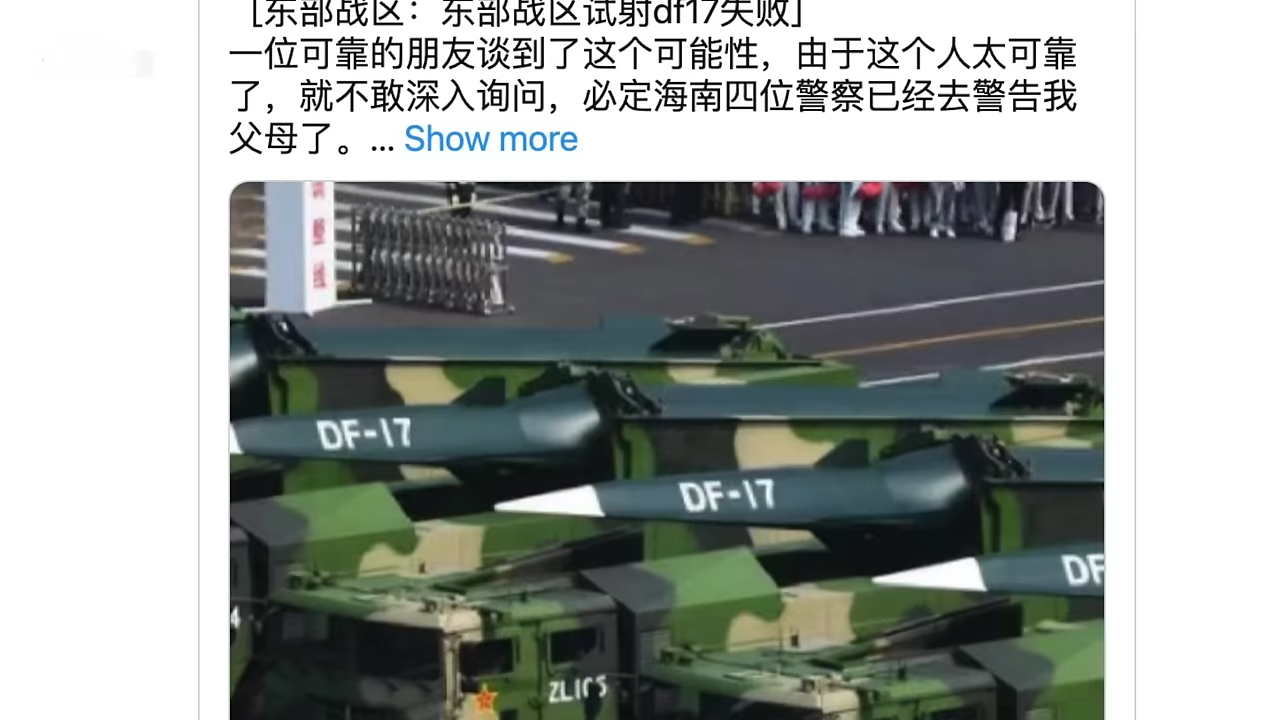 ［东部战区：东部战区试射df17失败］
一位可靠的朋友谈到了这个可能性，由于这个人太可靠
了，就不敢深入询问，必定海南四位警察已经去警告我
父母了。... Show more
DF-17
DF-17
DF
4